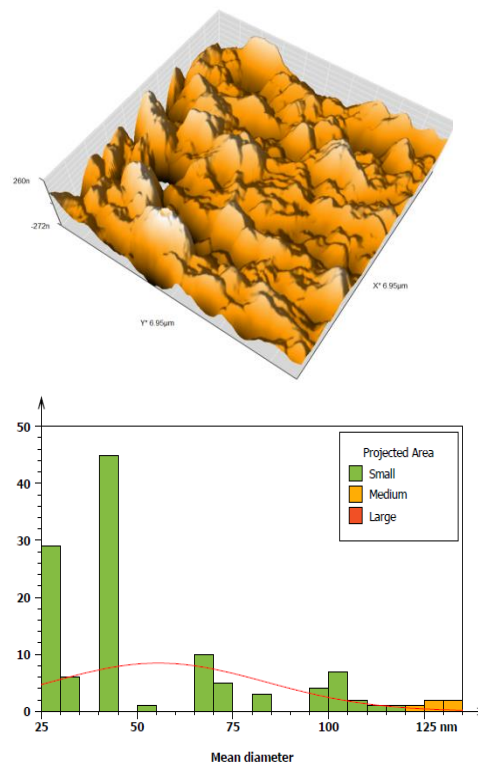 260n
-272n
X* 6.95µm
Y* 6.95µm
50
Projected Area
Small
Medium
Large
40
30
20
10
0
25 50 75 100 125 nm
Mean diameter